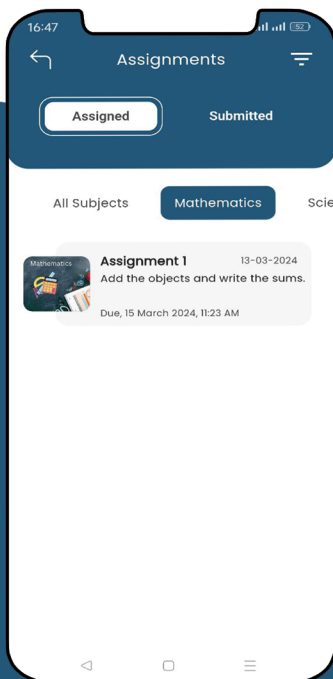 16:47
52
Assignments
Assigned
Submitted
All Subjects
Mathematics
Scie
Mathematics
Assignment 1
13-03-2024
Add the objects and write the sums.
Due, 15 March 2024, 11:23 AM